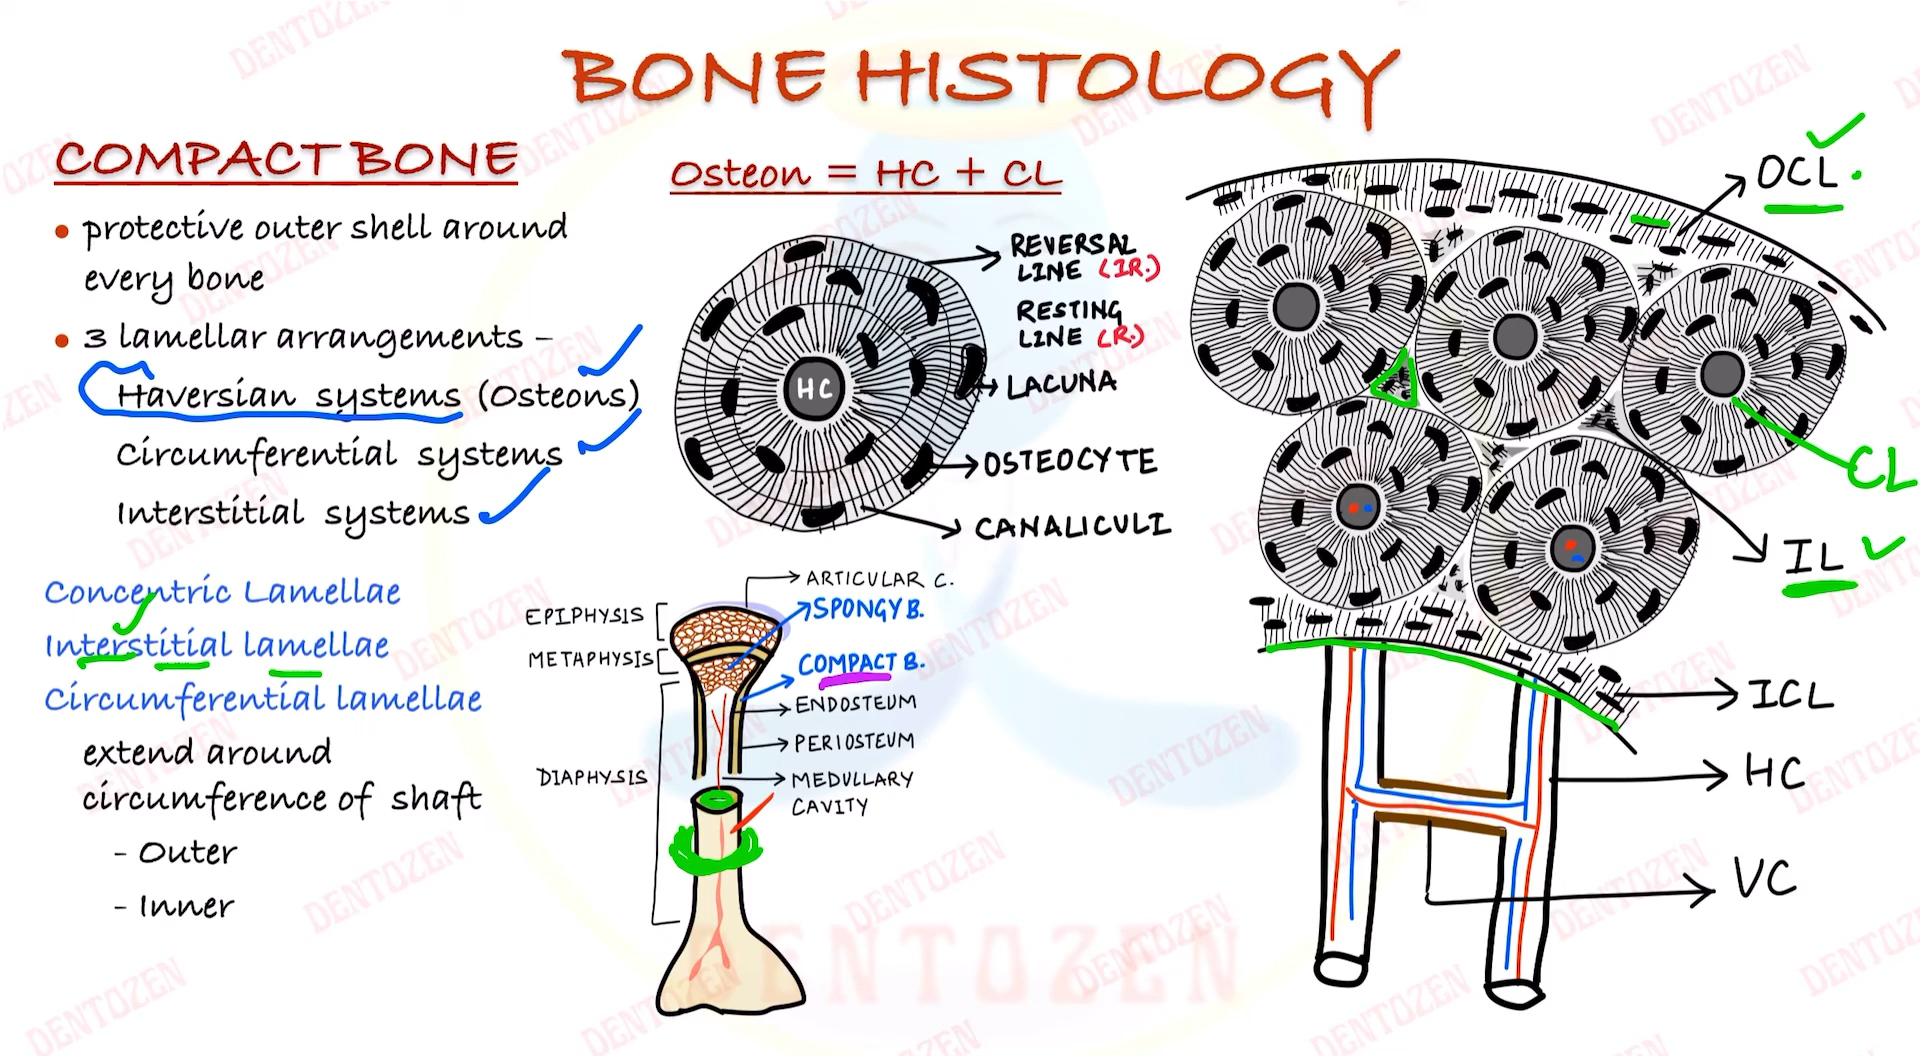 BONE HISTOLOGY
COMPACT BONE
• protective outer shell around
every bone
• 3 lamellar arrangements –
Haversian systems (Osteons)
Circumferential systems
Interstitial systems
Concentric Lamellae
Interstitial lamellae
Circumferential lamellae
extend around
circumference of shaft
- Outer
- Inner
Osteon = HC + CL
HC
REVERSAL
LINE (IR.)
RESTING
LINE (R.)
LACUNA
OSTEOCYTE
CANALICULI
ARTICULAR C.
SPONGY B.
COMPACT B.
ENDOSTEUM
PERIOSTEUM
MEDULLARY
CAVITY
EPIPHYSIS
METAPHYSIS
DIAPHYSIS
OCL.
CL
IL
ICL
HC
VC
DENTOZEN